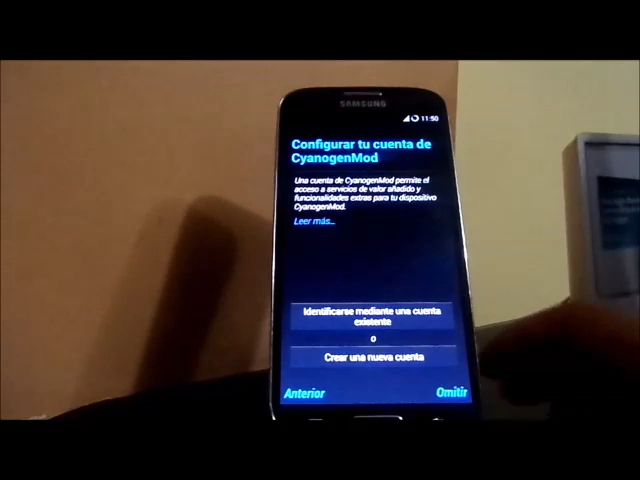 SAMSUNG
11:50
Configurar tu cuenta de
CyanogenMod
Una cuenta de CyanogenMod permite el
acceso a servicios de valor añadido y
funcionalidades extras para tu dispositivo
CyanogenMod.
Leer más...
Identificarse mediante una cuenta
existente
o
Crear una nueva cuenta
Anterior Omitir